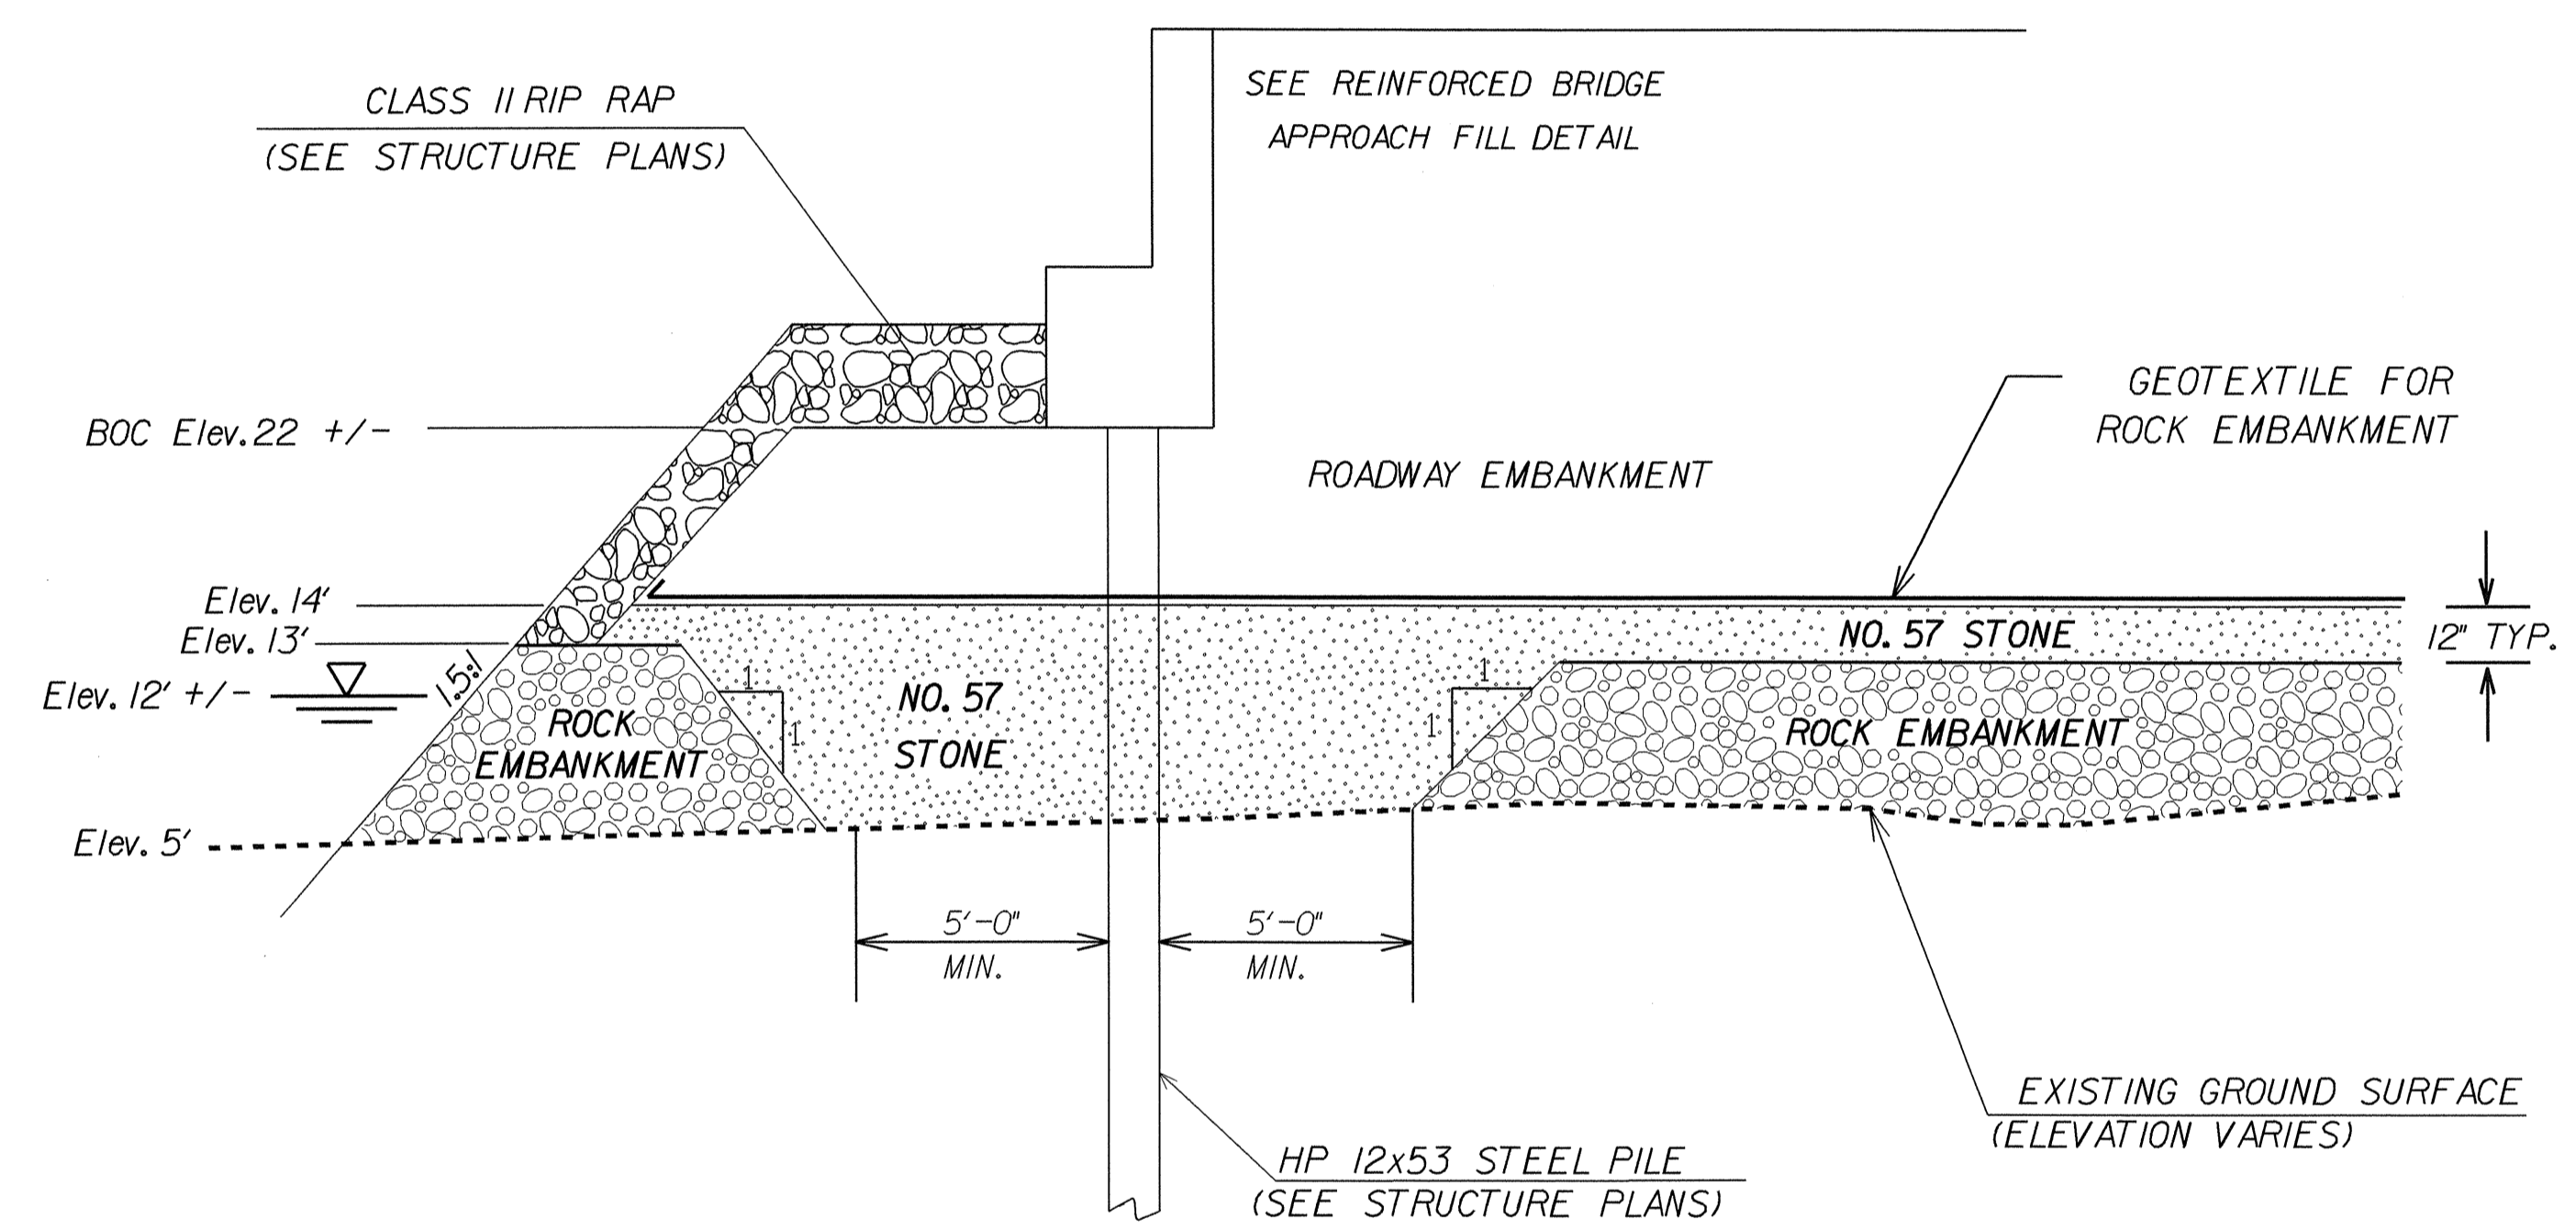 CLASS II RIP RAP
(SEE STRUCTURE PLANS)
SEE REINFORCED BRIDGE
APPROACH FILL DETAIL
GEOTEXTILE FOR
ROCK EMBANKMENT
BOC Elev. 22 +/-
ROADWAY EMBANKMENT
Elev. 14'
Elev. 13'
Elev. 12' +/-
1.5:1
NO. 57 STONE
12" TYP.
1
1
NO. 57
STONE
1
1
ROCK
EMBANKMENT
ROCK EMBANKMENT
Elev. 5'
5'-0"
MIN.
5'-0"
MIN.
EXISTING GROUND SURFACE
(ELEVATION VARIES)
HP 12x53 STEEL PILE
(SEE STRUCTURE PLANS)